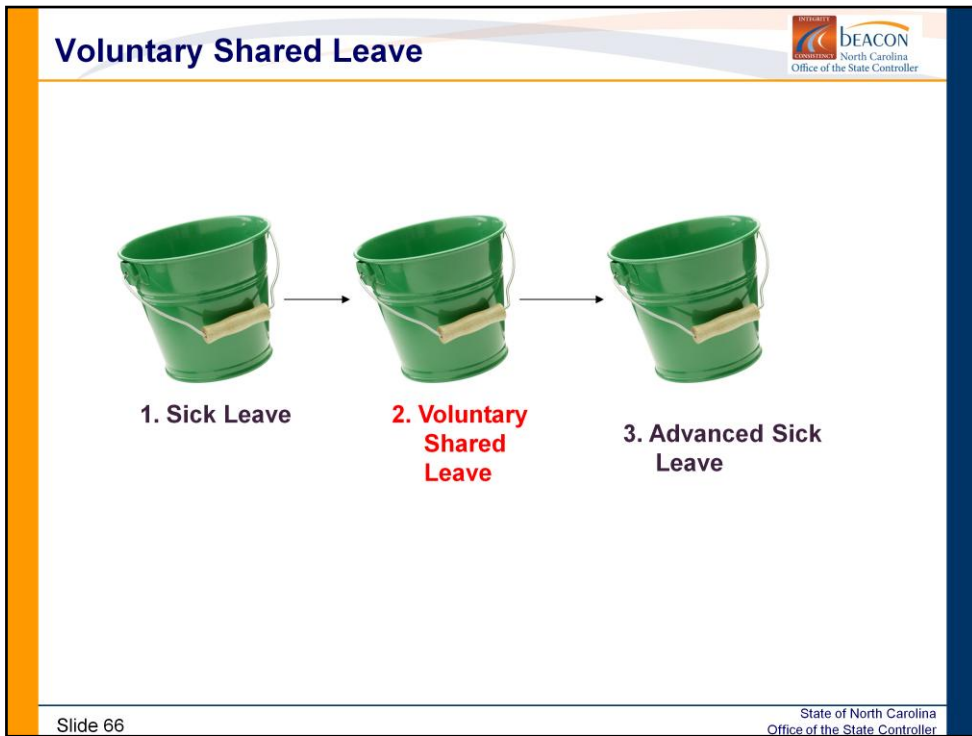 Voluntary Shared Leave
INTEGRITY
CONSISTENCY
bEACON
North Carolina
Office of the State Controller
1. Sick Leave
2. Voluntary
Shared
Leave
3. Advanced Sick
Leave
Slide 66
State of North Carolina
Office of the State Controller